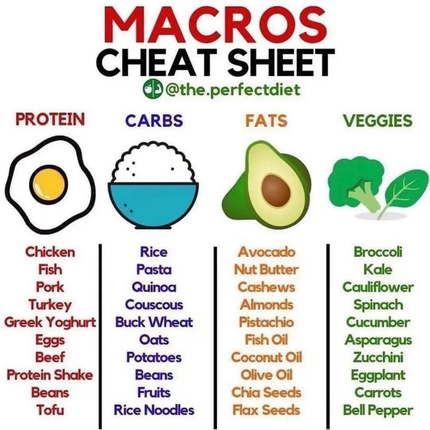 MACROS
CHEAT SHEET
@the.perfectdiet
PROTEIN
Chicken
Fish
Pork
Turkey
Greek Yoghurt
Eggs
Beef
Protein Shake
Beans
Tofu
CARBS
Rice
Pasta
Quinoa
Couscous
Buck Wheat
Oats
Potatoes
Beans
Fruits
Rice Noodles
FATS
Avocado
Nut Butter
Cashews
Almonds
Pistachio
Fish Oil
Coconut Oil
Olive Oil
Chia Seeds
Flax Seeds
VEGGIES
Broccoli
Kale
Cauliflower
Spinach
Cucumber
Asparagus
Zucchini
Eggplant
Carrots
Bell Pepper